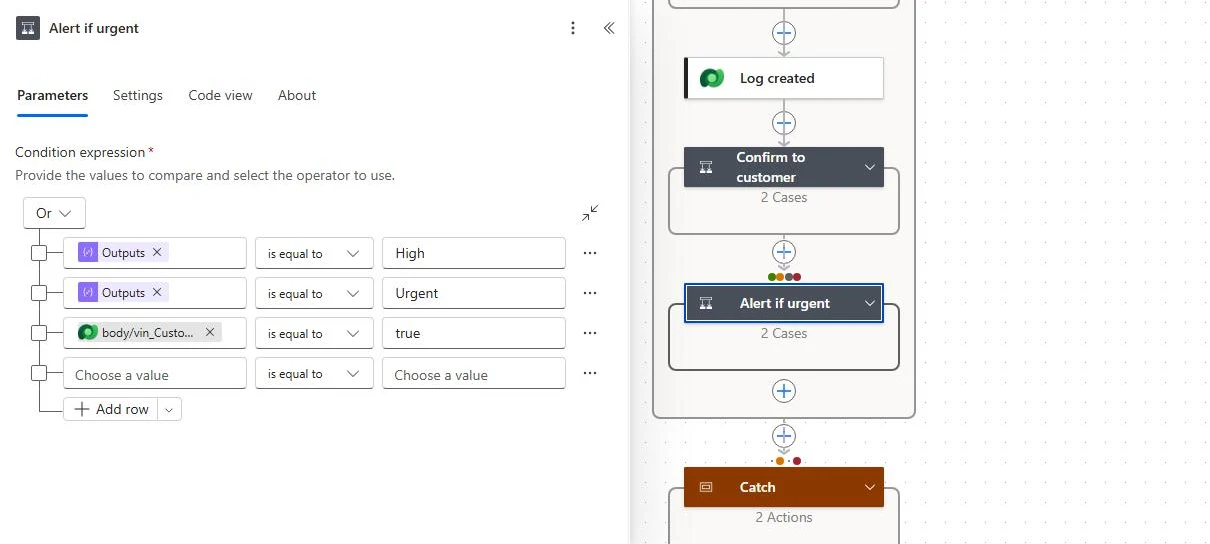 Alert if urgent
Parameters
Settings
Code view
About
Condition expression *
Provide the values to compare and select the operator to use.
Or
Outputs
is equal to
High
Outputs
is equal to
Urgent
body/vin_Custo...
is equal to
true
Choose a value
is equal to
Choose a value
Add row
Log created
Confirm to
customer
2 Cases
Alert if urgent
2 Cases
Catch
2 Actions